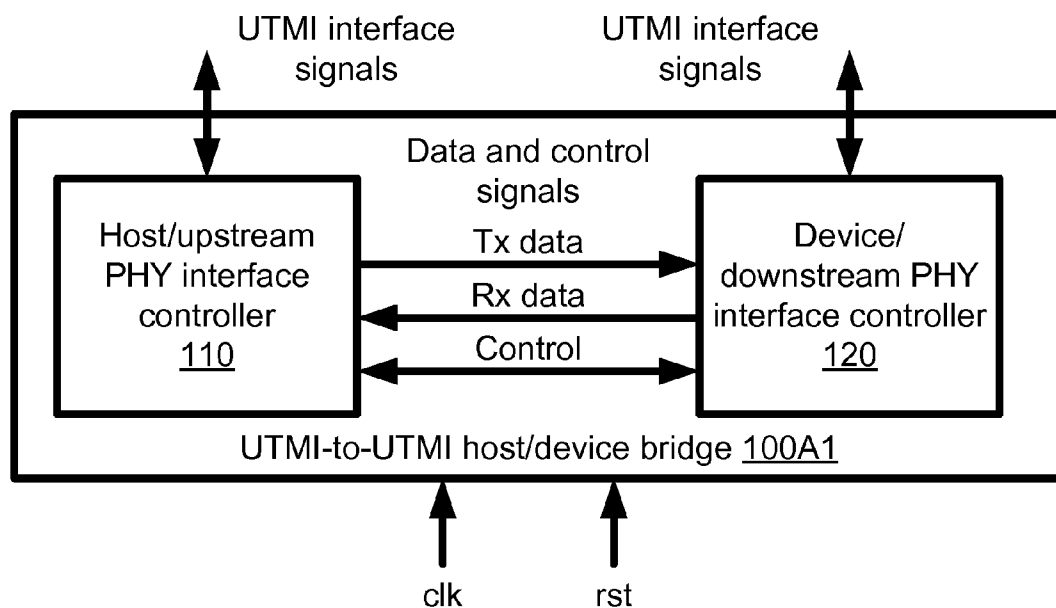 UTMI interface
signals
UTMI interface
signals
Data and control
signals
Host/upstream
PHY interface
controller
110
Tx data
Rx data
Control
Device/
downstream PHY
interface controller
120
UTMI-to-UTMI host/device bridge 100A1
clk
rst